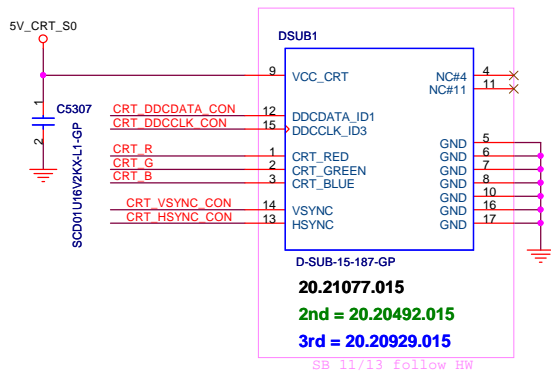 5V_CRT_S0
DSUB1
9 VCC_CRT NC#4 4
NC#11 11
1 C5307
2
SCD01U16V2KX-L1-GP
CRT_DDCDATA_CON 12 DDCDATA_ID1
CRT_DDCCLK_CON 15 DDCCLK_ID3
GND 5
CRT_R 1 CRT_RED GND 6
CRT_G 2 CRT_GREEN GND 7
CRT_B 3 CRT_BLUE GND 8
GND 10
CRT_VSYNC_CON 14 VSYNC GND 16
CRT_HSYNC_CON 13 HSYNC GND 17
D-SUB-15-187-GP
20.21077.015
2nd = 20.20492.015
3rd = 20.20929.015
SB 11/13 follow HW